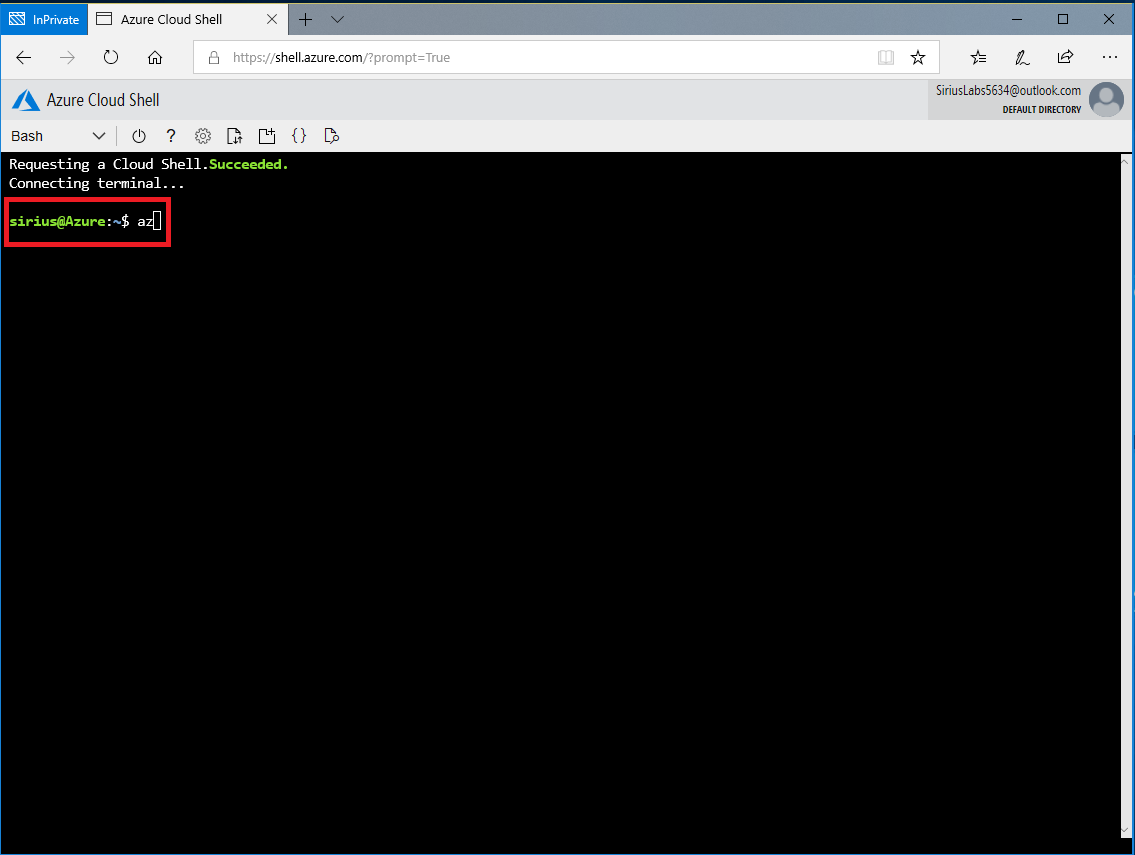 InPrivate
Azure Cloud Shell
https://shell.azure.com/?prompt=True
Azure Cloud Shell
SiriusLabs5634@outlook.com
DEFAULT DIRECTORY
Bash
?
{}
Requesting a Cloud Shell.Succeeded.
Connecting terminal...
sirius@Azure:~$ az